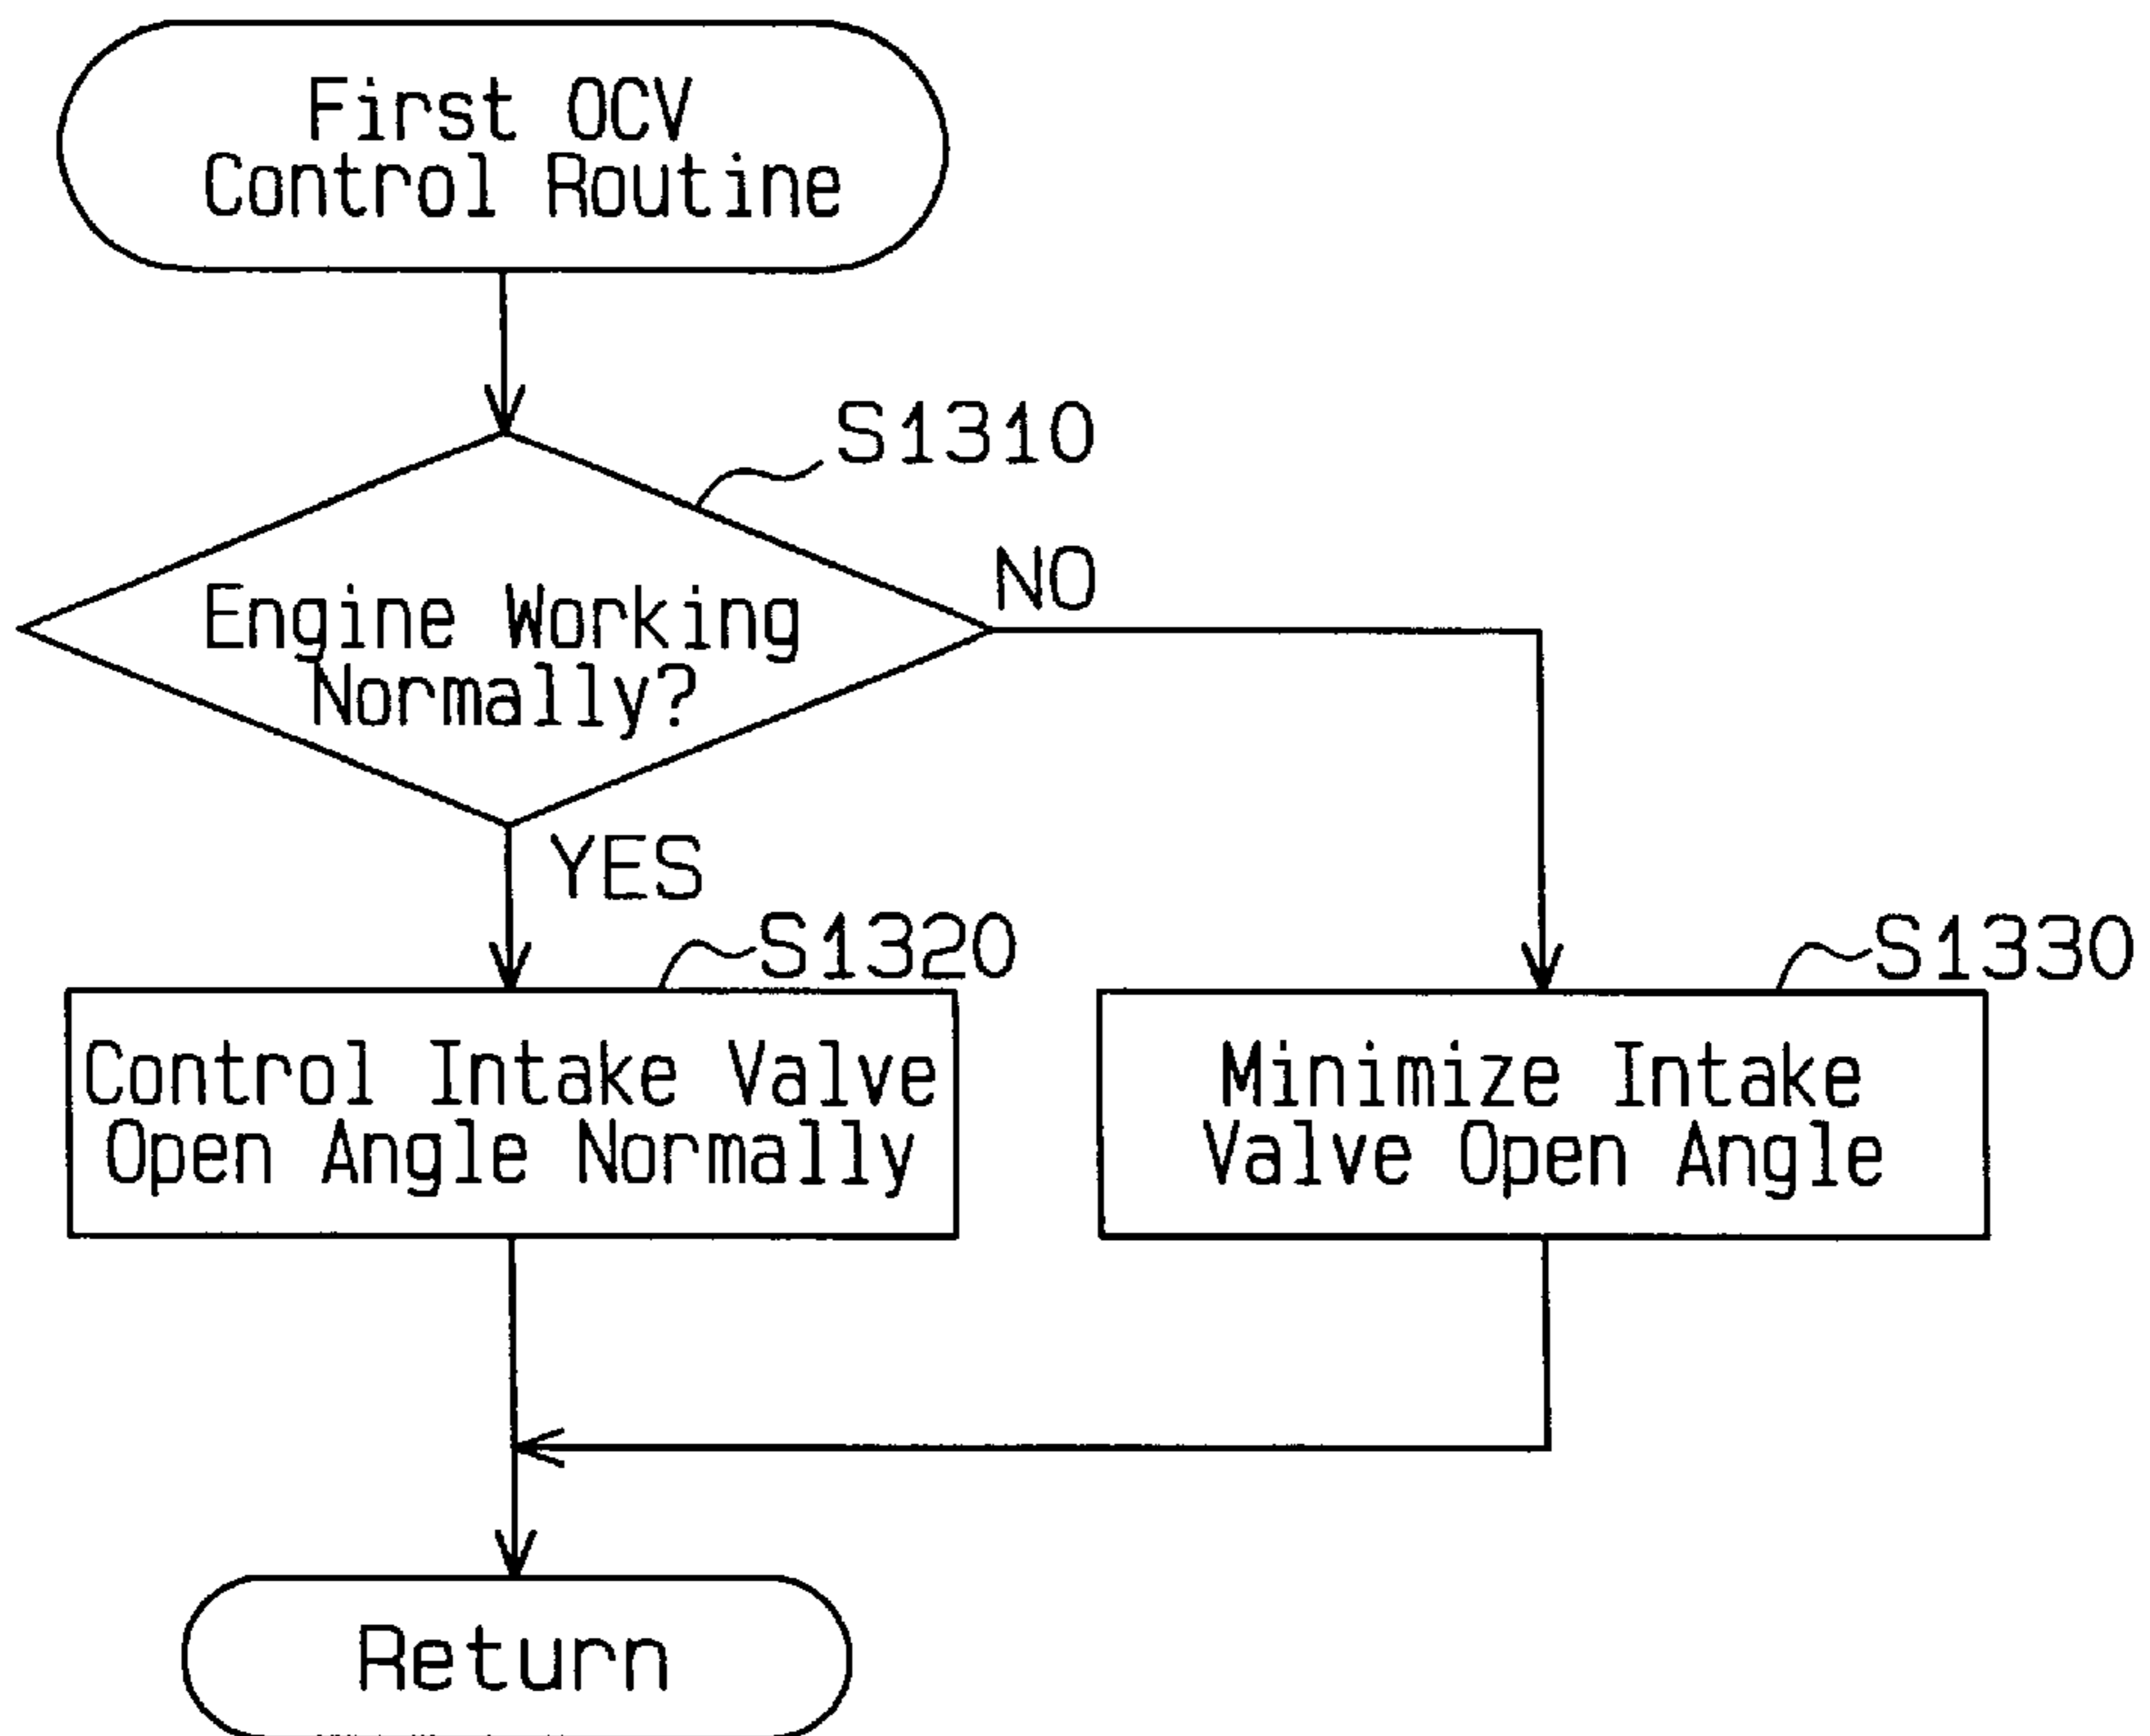 First OCV
Control Routine
S1310
Engine Working
Normally?
NO
YES
S1320
S1330
Control Intake Valve
Open Angle Normally
Minimize Intake
Valve Open Angle
Return